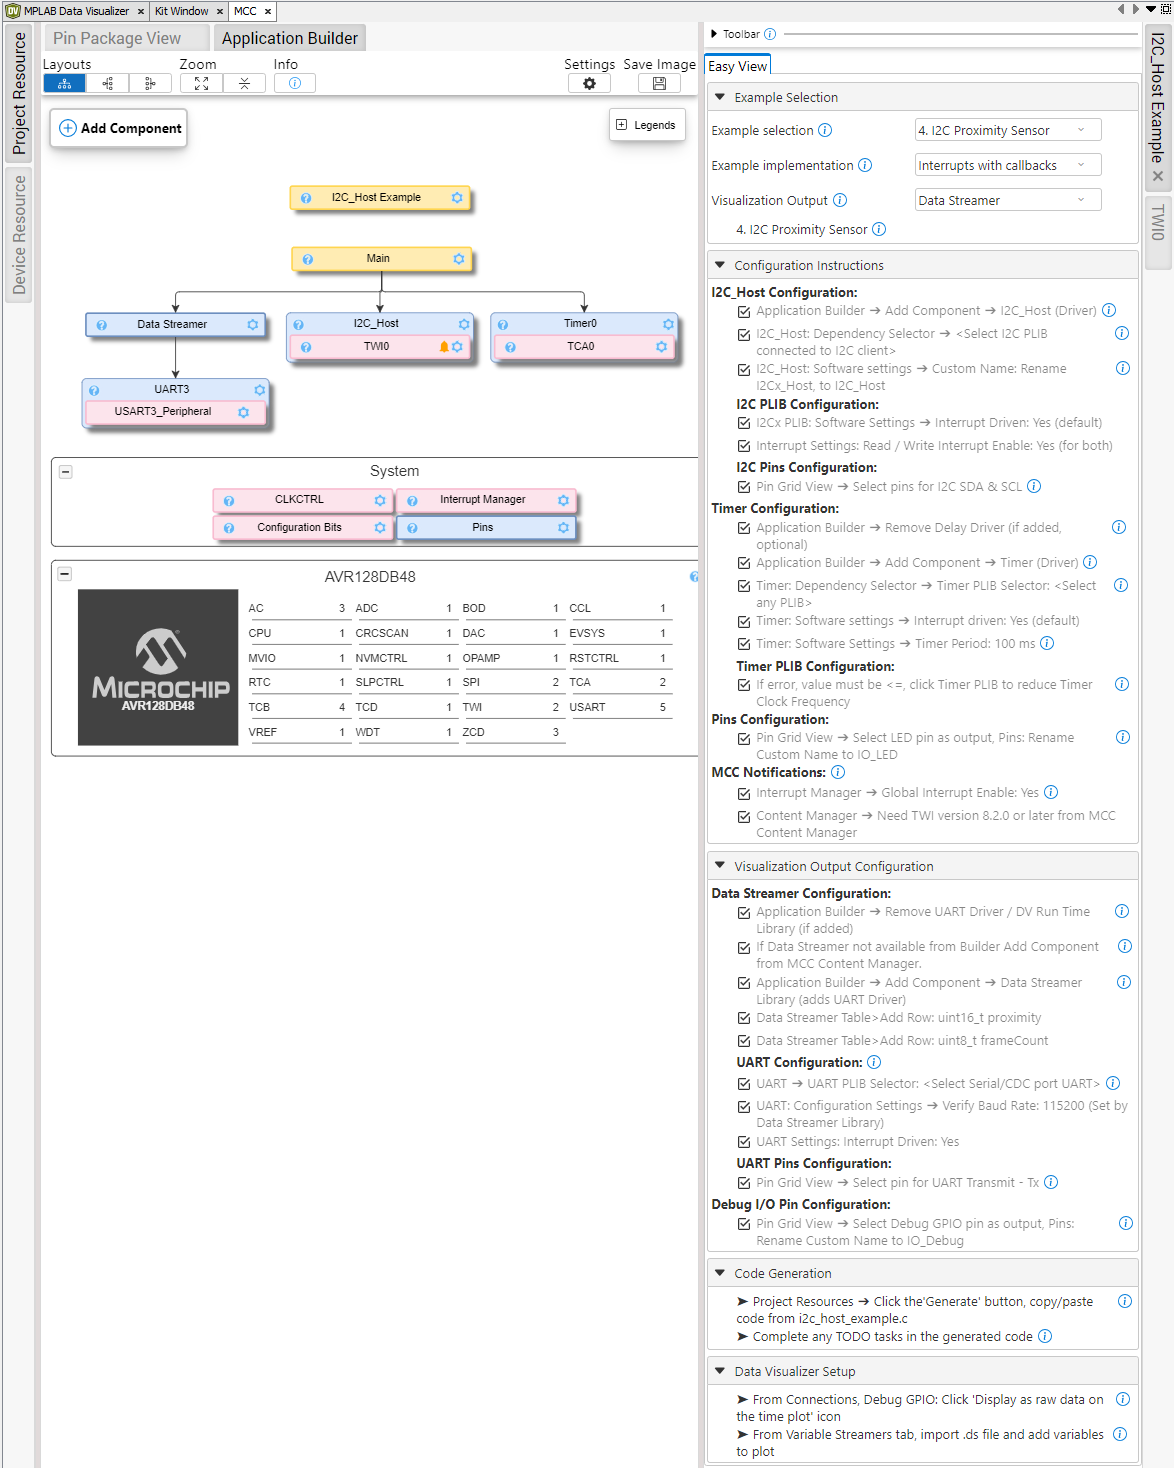 MPLAB Data Visualizer × Kit Window × MCC ×
Project Resource
Device Resource
Pin Package View Application Builder
Layouts Zoom Info Settings Save Image
Add Component
Legends
I2C_Host Example
Main
Data Streamer
I2C_Host
TWI0
Timer0
TCA0
UART3
USART3_Peripheral
System
CLKCTRL Interrupt Manager
Configuration Bits Pins
AVR128DB48
MICROCHIP
AVR128DB48
AC 3 ADC 1 BOD 1 CCL 1
CPU 1 CRCSCAN 1 DAC 1 EVSYS 1
MVIO 1 NVMCTRL 1 OPAMP 1 RSTCTRL 1
RTC 1 SLPCTRL 1 SPI 2 TCA 2
TCB 4 TCD 1 TWI 2 USART 5
VREF 1 WDT 1 ZCD 3
Toolbar
Easy View
Example Selection
Example selection 4. I2C Proximity Sensor
Example implementation Interrupts with callbacks
Visualization Output Data Streamer
4. I2C Proximity Sensor
Configuration Instructions
I2C_Host Configuration:
Application Builder → Add Component → I2C_Host (Driver)
I2C_Host: Dependency Selector → <Select I2C PLIB
connected to I2C client>
I2C_Host: Software settings → Custom Name: Rename
I2Cx_Host, to I2C_Host
I2C PLIB Configuration:
I2Cx PLIB: Software Settings → Interrupt Driven: Yes (default)
Interrupt Settings: Read / Write Interrupt Enable: Yes (for both)
I2C Pins Configuration:
Pin Grid View → Select pins for I2C SDA & SCL
Timer Configuration:
Application Builder → Remove Delay Driver (if added,
optional)
Application Builder → Add Component → Timer (Driver)
Timer: Dependency Selector → Timer PLIB Selector: <Select
any PLIB>
Timer: Software settings → Interrupt driven: Yes (default)
Timer: Software Settings → Timer Period: 100 ms
Timer PLIB Configuration:
If error, value must be <=, click Timer PLIB to reduce Timer
Clock Frequency
Pins Configuration:
Pin Grid View → Select LED pin as output, Pins: Rename
Custom Name to IO_LED
MCC Notifications:
Interrupt Manager → Global Interrupt Enable: Yes
Content Manager → Need TWI version 8.2.0 or later from MCC
Content Manager
Visualization Output Configuration
Data Streamer Configuration:
Application Builder → Remove UART Driver / DV Run Time
Library (if added)
If Data Streamer not available from Builder Add Component
from MCC Content Manager.
Application Builder → Add Component → Data Streamer
Library (adds UART Driver)
Data Streamer Table>Add Row: uint16_t proximity
Data Streamer Table>Add Row: uint8_t frameCount
UART Configuration:
UART → UART PLIB Selector: <Select Serial/CDC port UART>
UART: Configuration Settings → Verify Baud Rate: 115200 (Set by
Data Streamer Library)
UART Settings: Interrupt Driven: Yes
UART Pins Configuration:
Pin Grid View → Select pin for UART Transmit - Tx
Debug I/O Pin Configuration:
Pin Grid View → Select Debug GPIO pin as output, Pins:
Rename Custom Name to IO_Debug
Code Generation
➤ Project Resources → Click the'Generate' button, copy/paste
code from i2c_host_example.c
➤ Complete any TODO tasks in the generated code
Data Visualizer Setup
➤ From Connections, Debug GPIO: Click 'Display as raw data on
the time plot' icon
➤ From Variable Streamers tab, import .ds file and add variables
to plot
I2C_Host Example ×
TWI0